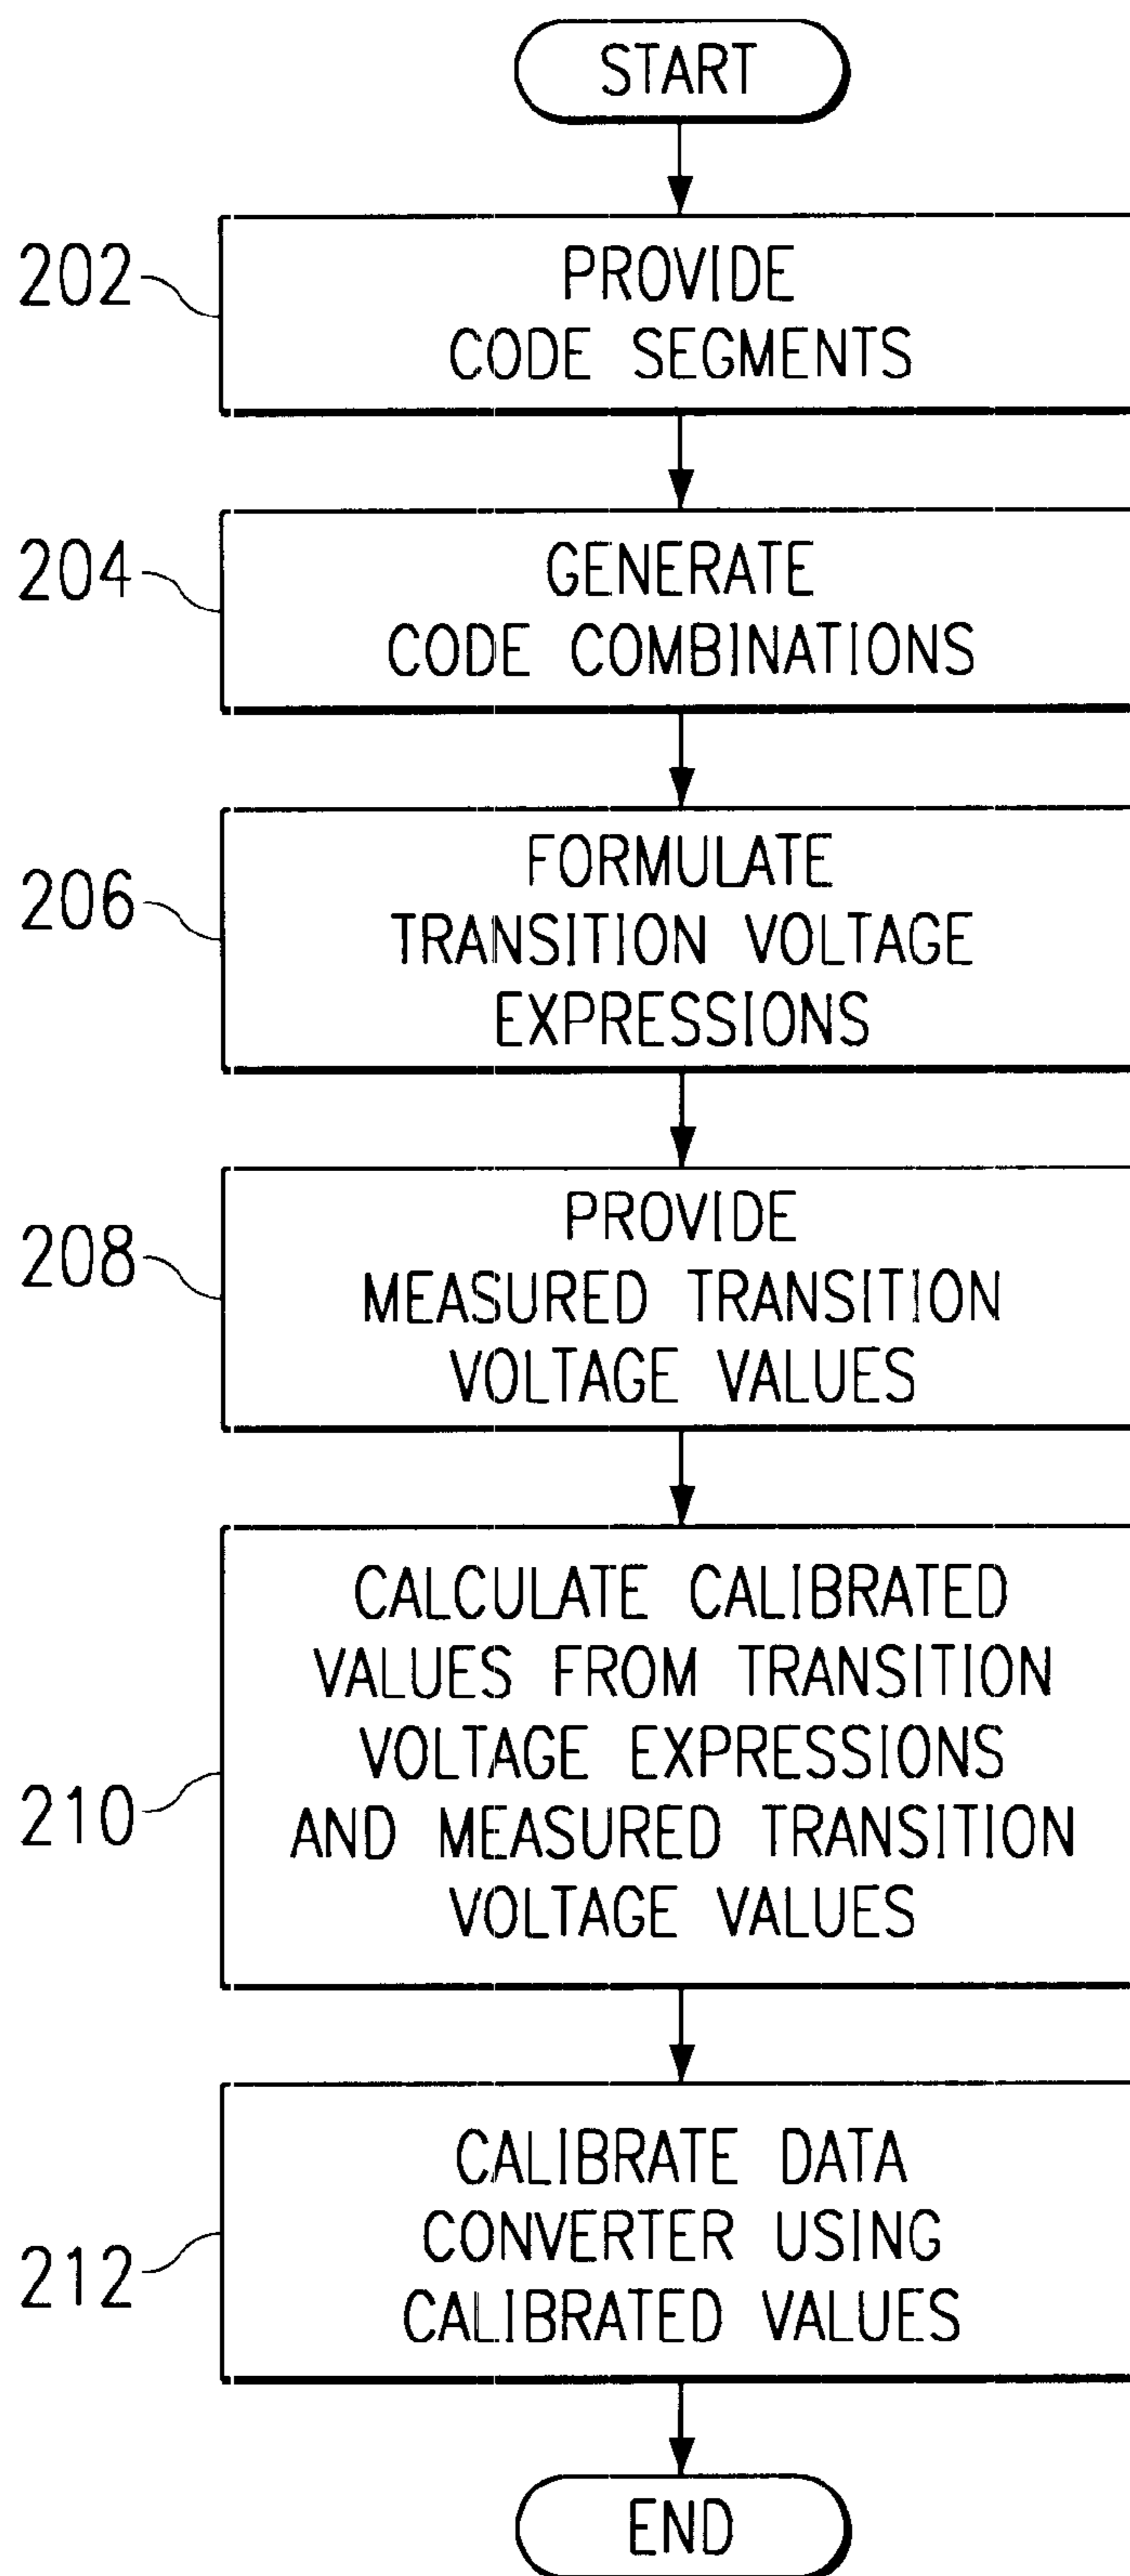 START
202
PROVIDE
CODE SEGMENTS
204
GENERATE
CODE COMBINATIONS
206
FORMULATE
TRANSITION VOLTAGE
EXPRESSIONS
208
PROVIDE
MEASURED TRANSITION
VOLTAGE VALUES
210
CALCULATE CALIBRATED
VALUES FROM TRANSITION
VOLTAGE EXPRESSIONS
AND MEASURED TRANSITION
VOLTAGE VALUES
212
CALIBRATE DATA
CONVERTER USING
CALIBRATED VALUES
END